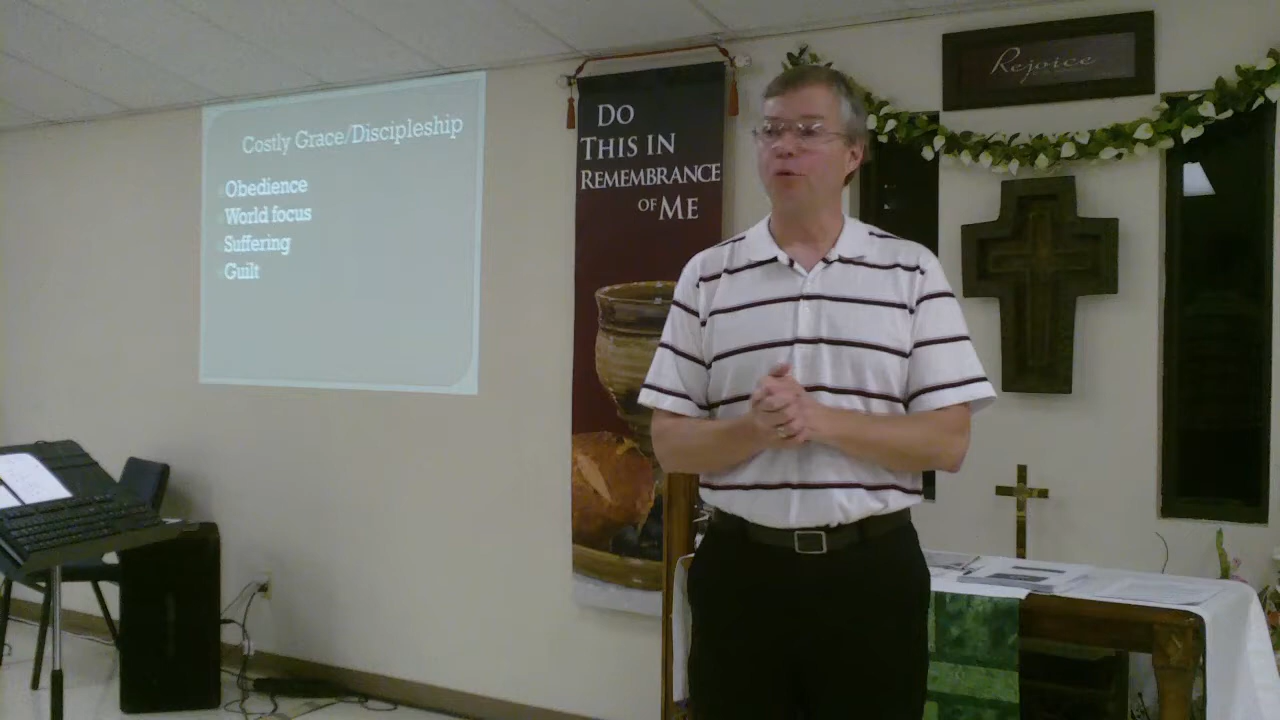 Costly Grace/Discipleship
Obedience
World focus
Suffering
Guilt
DO
THIS IN
REMEMBRANCE
OF ME
Rejoice